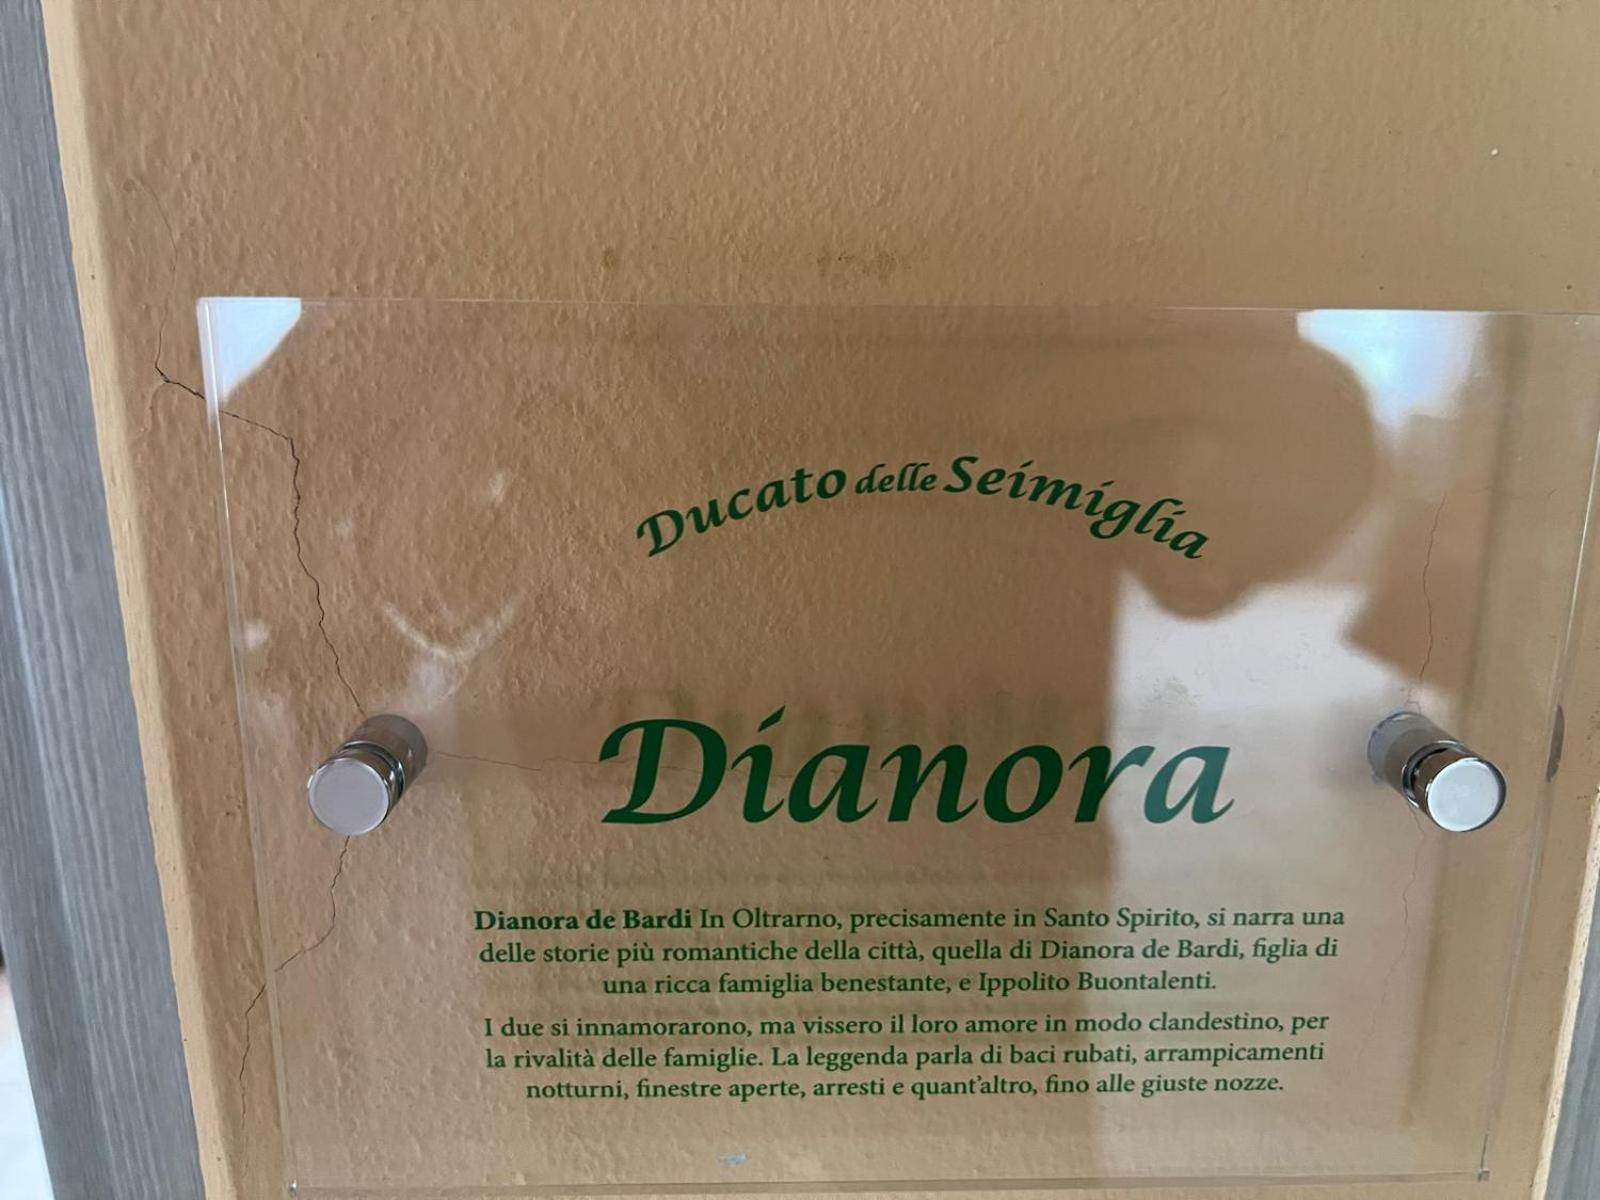 Ducato delle Seimiglia
Dianora
Dianora de Bardi In Oltrarno, precisamente in Santo Spirito, si narra una
delle storie più romantiche della città, quella di Dianora de Bardi, figlia di
una ricca famiglia benestante, e Ippolito Buontalenti.
I due si innamorarono, ma vissero il loro amore in modo clandestino, per
la rivalità delle famiglie. La leggenda parla di baci rubati, arrampicamenti
notturni, finestre aperte, arresti e quant'altro, fino alle giuste nozze.